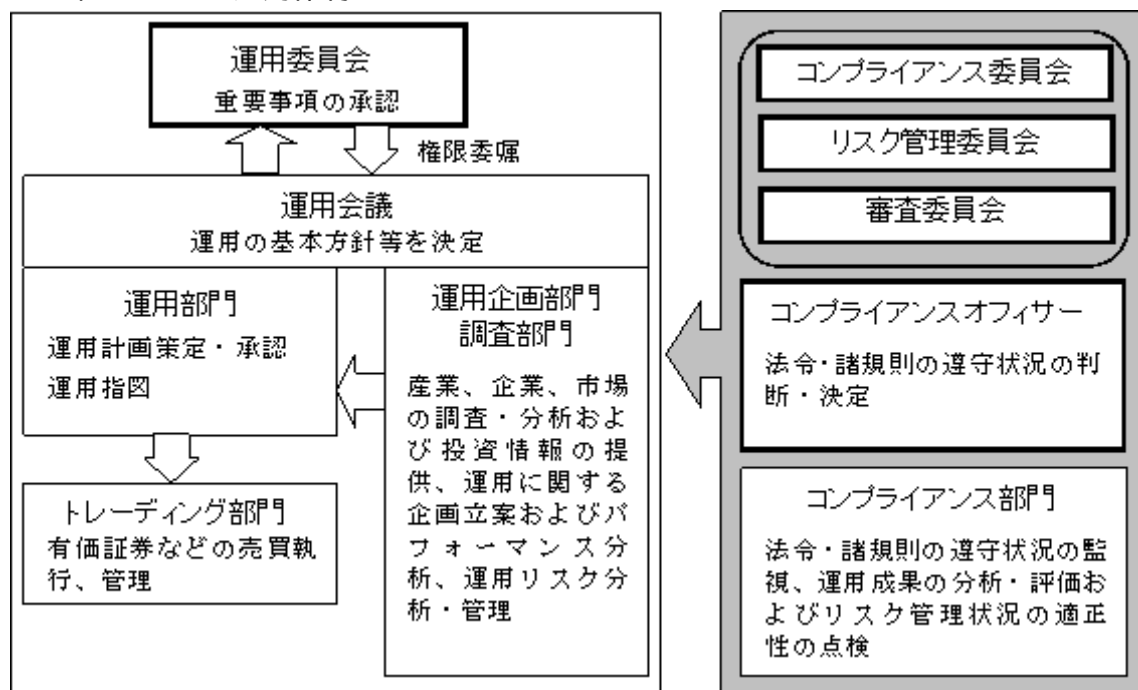 運用委員会
重要事項の承認
権限委嘱
運用会議
運用の基本方針等を決定
運用部門
運用計画策定・承認
運用指図
運用企画部門
調査部門
産業、企業、市場
の調査・分析およ
び投資情報の提
供、運用に関する
企画立案およびパ
フォーマンス分
析、運用リスク分
析・管理
トレーディング部門
有価証券などの売買執
行、管理
コンプライアンス委員会
リスク管理委員会
審査委員会
コンプライアンスオフィサー
法令・諸規則の遵守状況の判
断・決定
コンプライアンス部門
法令・諸規則の遵守状況の監
視、運用成果の分析・評価お
よびリスク管理状況の適正
性の点検